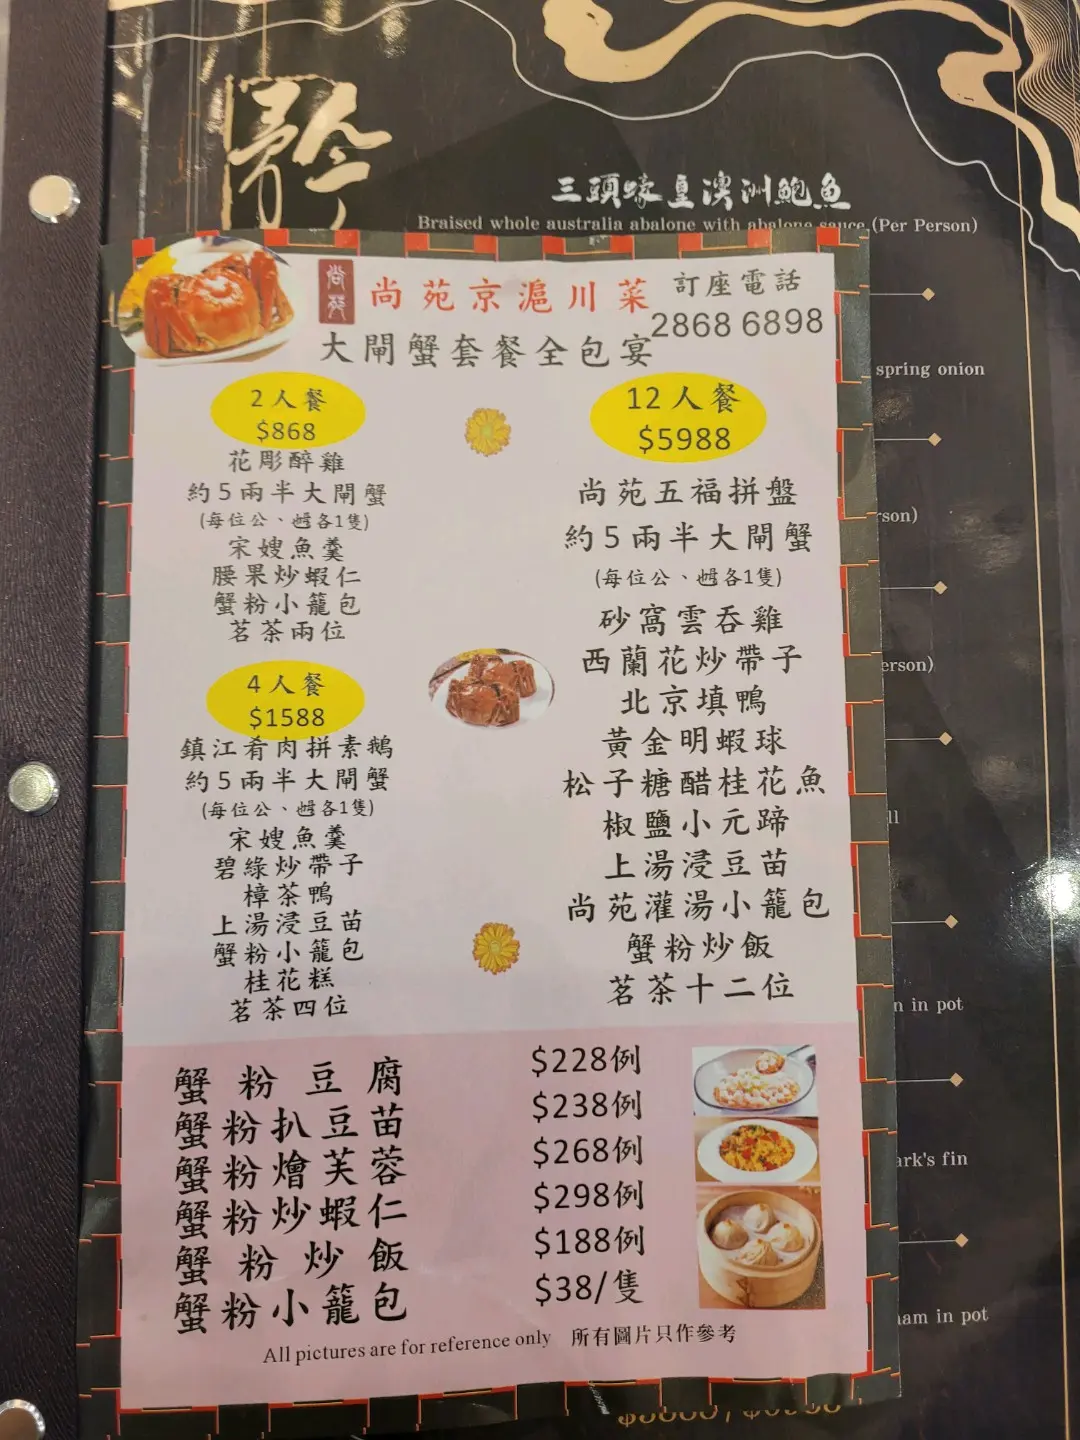 三頭蠔皇澳洲鮑魚
Braised whole australia abalone with abalone sauce (Per Person)
尚苑
尚苑京滬川菜
訂座電話
2868 6898
大閘蟹套餐全包宴
2人餐
$868
花彫醉雞
約5兩半大閘蟹
(每位公、乸各1隻)
宋嫂魚羹
腰果炒蝦仁
蟹粉小籠包
茗茶兩位
4人餐
$1588
鎮江肴肉拼素鵝
約5兩半大閘蟹
(每位公、乸各1隻)
宋嫂魚羹
碧綠炒帶子
樟茶鴨
上湯浸豆苗
蟹粉小籠包
桂花糕
茗茶四位
12人餐
$5988
尚苑五福拼盤
約5兩半大閘蟹
(每位公、乸各1隻)
砂窩雲吞雞
西蘭花炒帶子
北京填鴨
黃金明蝦球
松子糖醋桂花魚
椒鹽小元蹄
上湯浸豆苗
尚苑灌湯小籠包
蟹粉炒飯
茗茶十二位
蟹粉豆腐 $228例
蟹粉扒豆苗 $238例
蟹粉燴芙蓉 $268例
蟹粉炒蝦仁 $298例
蟹粉炒飯 $188例
蟹粉小籠包 $38/隻
All pictures are for reference only 所有圖片只作參考
spring onion
rson)
erson)
ll
n in pot
ark's fin
ham in pot